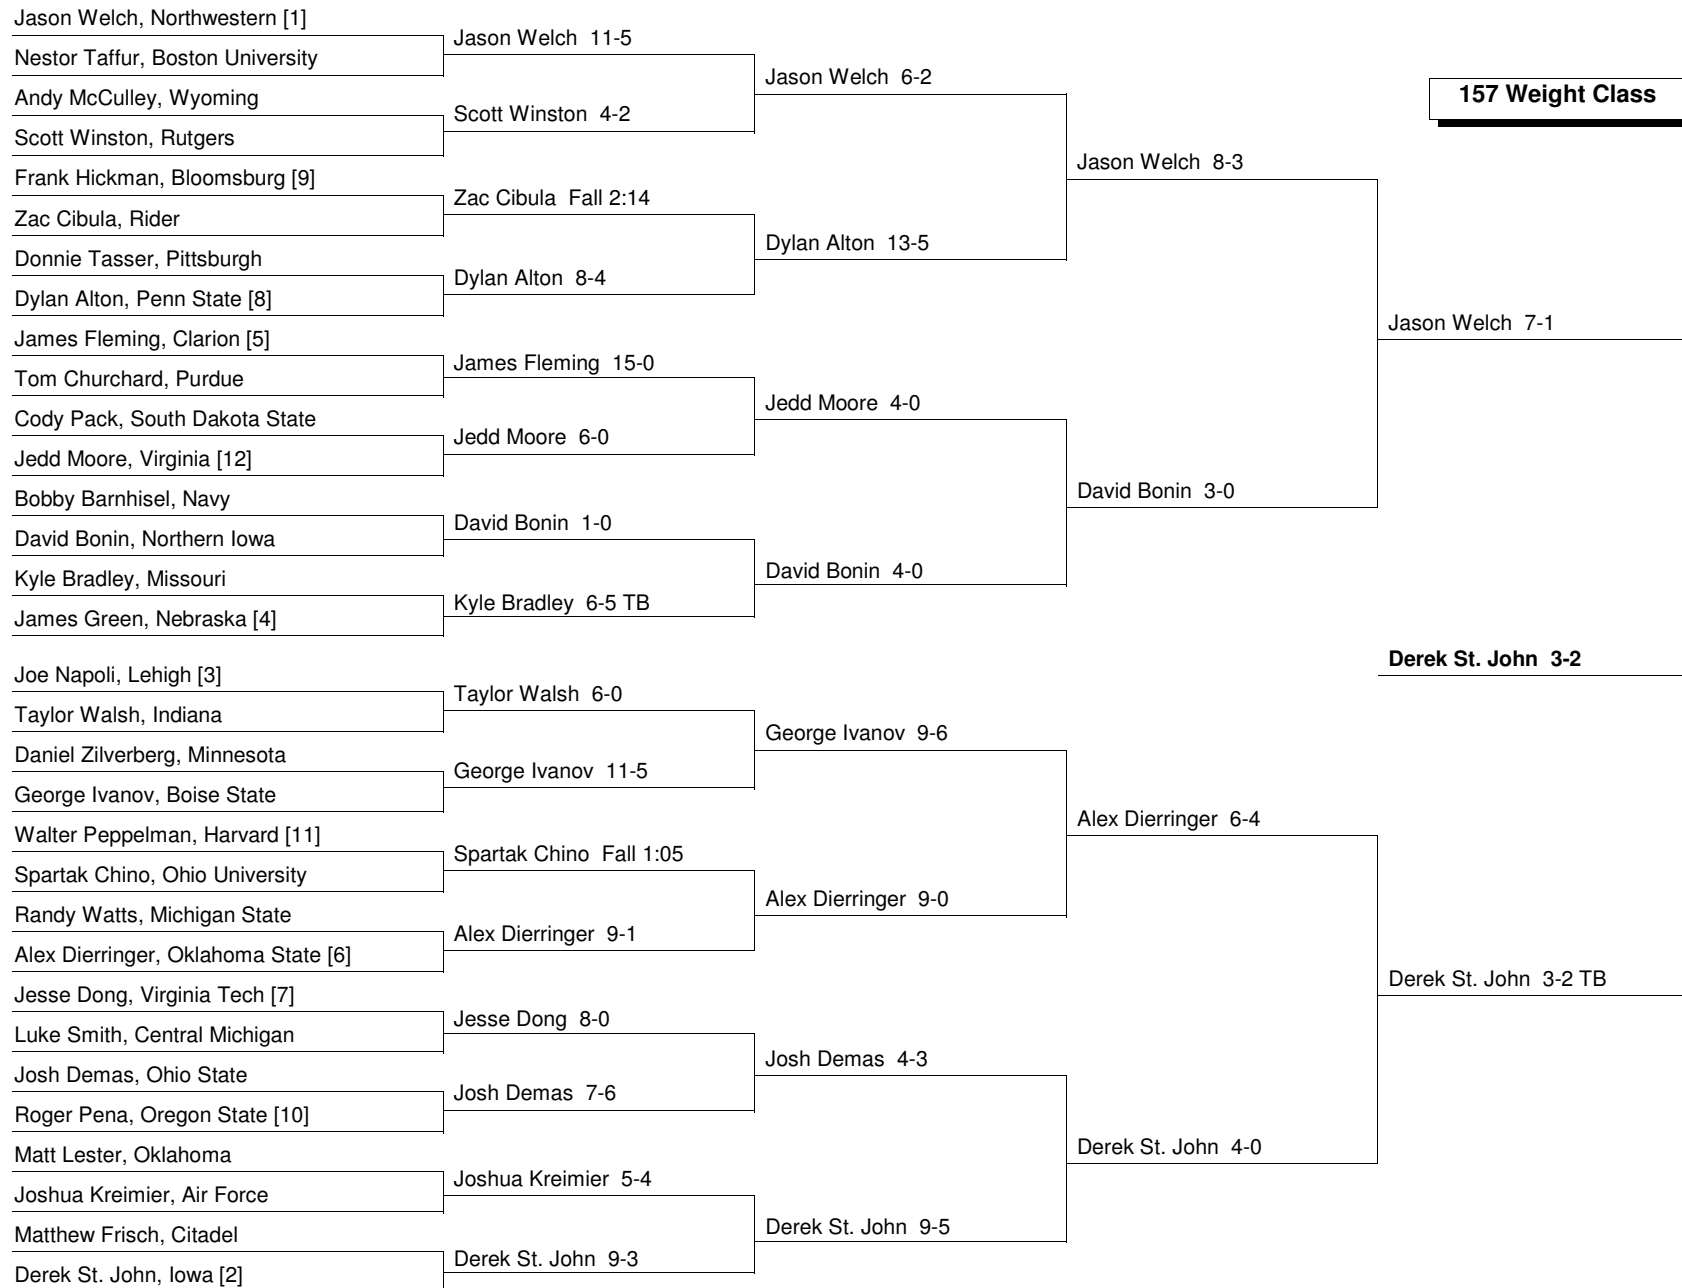 Jason Welch, Northwestern [1]
Nestor Taffur, Boston University
Andy McCulley, Wyoming
Scott Winston, Rutgers
Frank Hickman, Bloomsburg [9]
Zac Cibula, Rider
Donnie Tasser, Pittsburgh
Dylan Alton, Penn State [8]
James Fleming, Clarion [5]
Tom Churchard, Purdue
Cody Pack, South Dakota State
Jedd Moore, Virginia [12]
Bobby Barnhisel, Navy
David Bonin, Northern Iowa
Kyle Bradley, Missouri
James Green, Nebraska [4]
Joe Napoli, Lehigh [3]
Taylor Walsh, Indiana
Daniel Zilverberg, Minnesota
George Ivanov, Boise State
Walter Peppelman, Harvard [11]
Spartak Chino, Ohio University
Randy Watts, Michigan State
Alex Dierringer, Oklahoma State [6]
Jesse Dong, Virginia Tech [7]
Luke Smith, Central Michigan
Josh Demas, Ohio State
Roger Pena, Oregon State [10]
Matt Lester, Oklahoma
Joshua Kreimier, Air Force
Matthew Frisch, Citadel
Derek St. John, Iowa [2]
Jason Welch 11-5
Scott Winston 4-2
Zac Cibula Fall 2:14
Dylan Alton 8-4
James Fleming 15-0
Jedd Moore 6-0
David Bonin 1-0
Kyle Bradley 6-5 TB
Taylor Walsh 6-0
George Ivanov 11-5
Spartak Chino Fall 1:05
Alex Dierringer 9-1
Jesse Dong 8-0
Josh Demas 7-6
Joshua Kreimier 5-4
Derek St. John 9-3
Jason Welch 6-2
Dylan Alton 13-5
Jedd Moore 4-0
David Bonin 4-0
George Ivanov 9-6
Alex Dierringer 9-0
Josh Demas 4-3
Derek St. John 9-5
Jason Welch 8-3
David Bonin 3-0
Alex Dierringer 6-4
Derek St. John 4-0
157 Weight Class
Jason Welch 7-1
Derek St. John 3-2
Derek St. John 3-2 TB